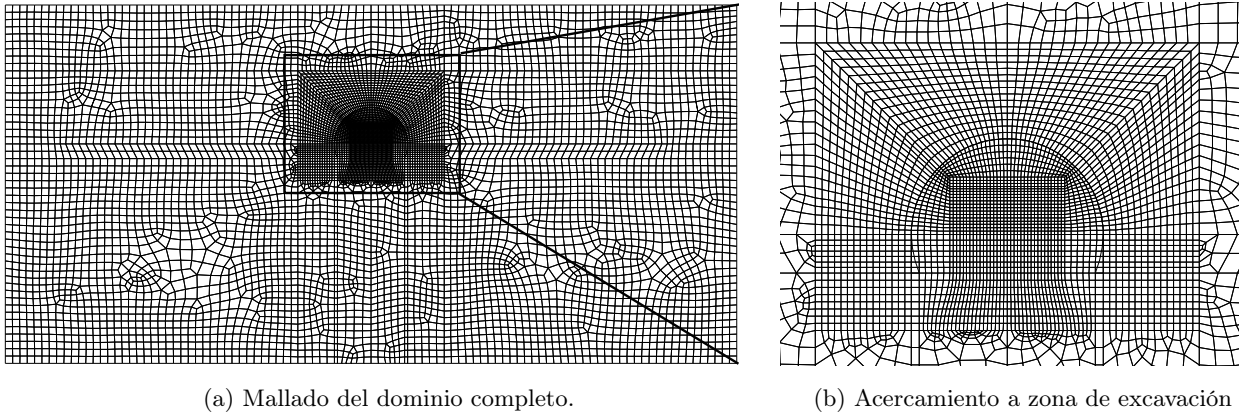 (a) Mallado del dominio completo.
(b) Acercamiento a zona de excavación